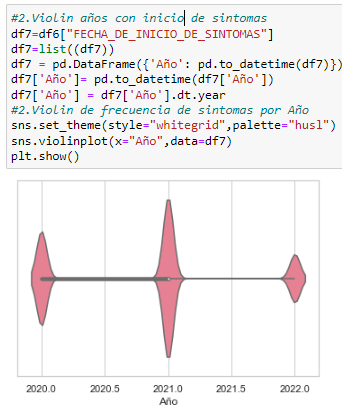 #2.Violin años con inicio de sintomas
df7=df6["FECHA_DE_INICIO_DE_SINTOMAS"]
df7=list((df7))
df7 = pd.DataFrame({'Año': pd.to_datetime(df7)})
df7['Año']= pd.to_datetime(df7['Año'])
df7['Año'] = df7['Año'].dt.year
#2.Violin de frecuencia de sintomas por Año
sns.set_theme(style="whitegrid",palette="husl")
sns.violinplot(x="Año",data=df7)
plt.show()
2020.0 2020.5 2021.0 2021.5 2022.0
Año